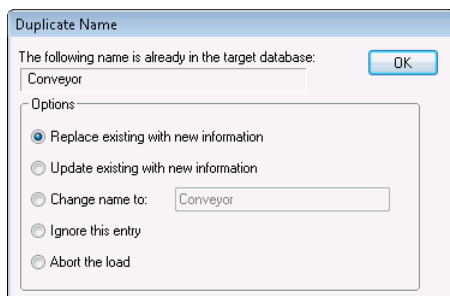 Duplicate Name
The following name is already in the target database:
OK
Conveyor
Options
Replace existing with new information
Update existing with new information
Change name to: Conveyor
Ignore this entry
Abort the load